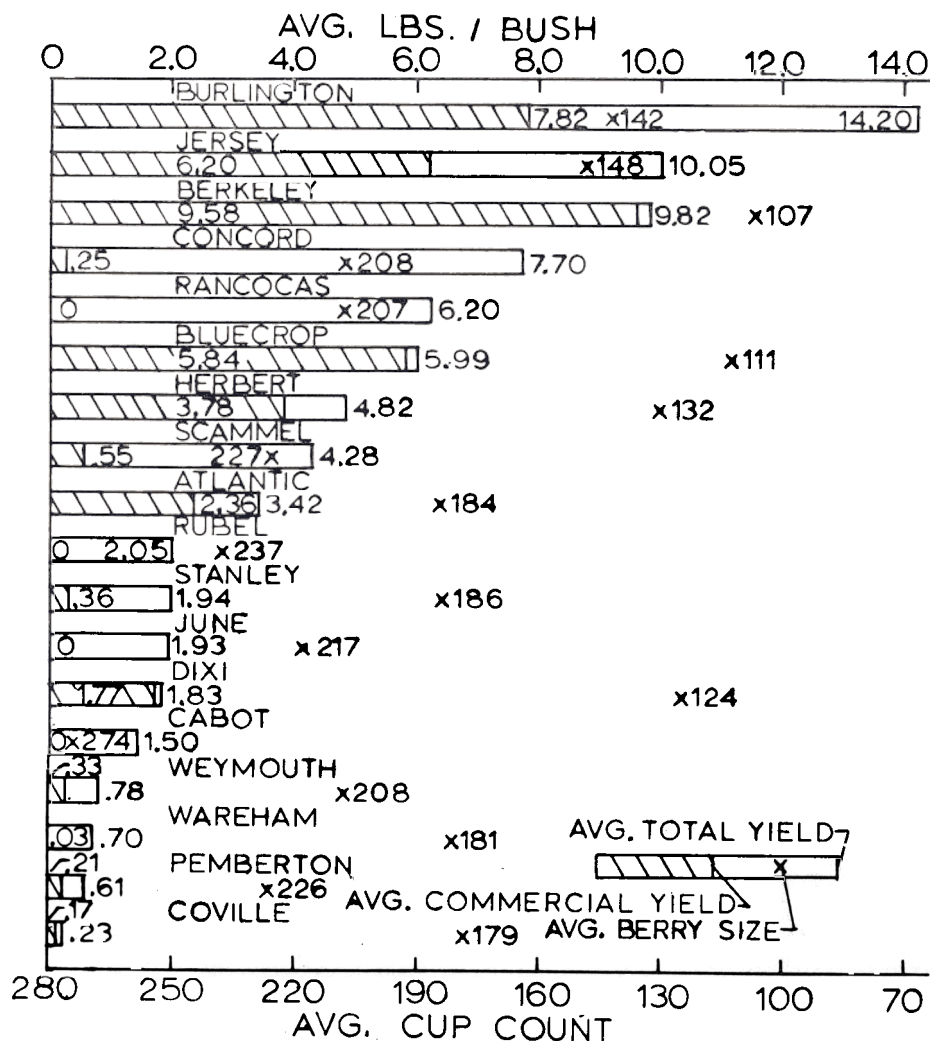 AVG. LBS. / BUSH
0 2.0 4.0 6.0 8.0 10.0 12.0 14.0
BURLINGTON
7.82 x142 14.20
JERSEY
6.20 x148 10.05
BERKELEY
9.58 9.82 x107
CONCORD
.25 x208 7.70
RANCOCAS
0 x207 6.20
BLUECROP
5.84 5.99 x111
HERBERT
3.78 4.82 x132
SCAMMEL
.55 227x 4.28
ATLANTIC
2.36 3.42 x184
RUBEL
0 2.05 x237
STANLEY
.36 1.94 x186
JUNE
0 1.93 x217
DIXI
1.77 1.83 x124
CABOT
0x274 1.50
.33 WEYMOUTH
.78 x208
WAREHAM
.03 .70 x181
AVG. TOTAL YIELD
.21 PEMBERTON
.61 x226
AVG. COMMERCIAL YIELD
.17 COVILLE
AVG. BERRY SIZE
.23 x179
280 250 220 190 160 130 100 70
AVG. CUP COUNT